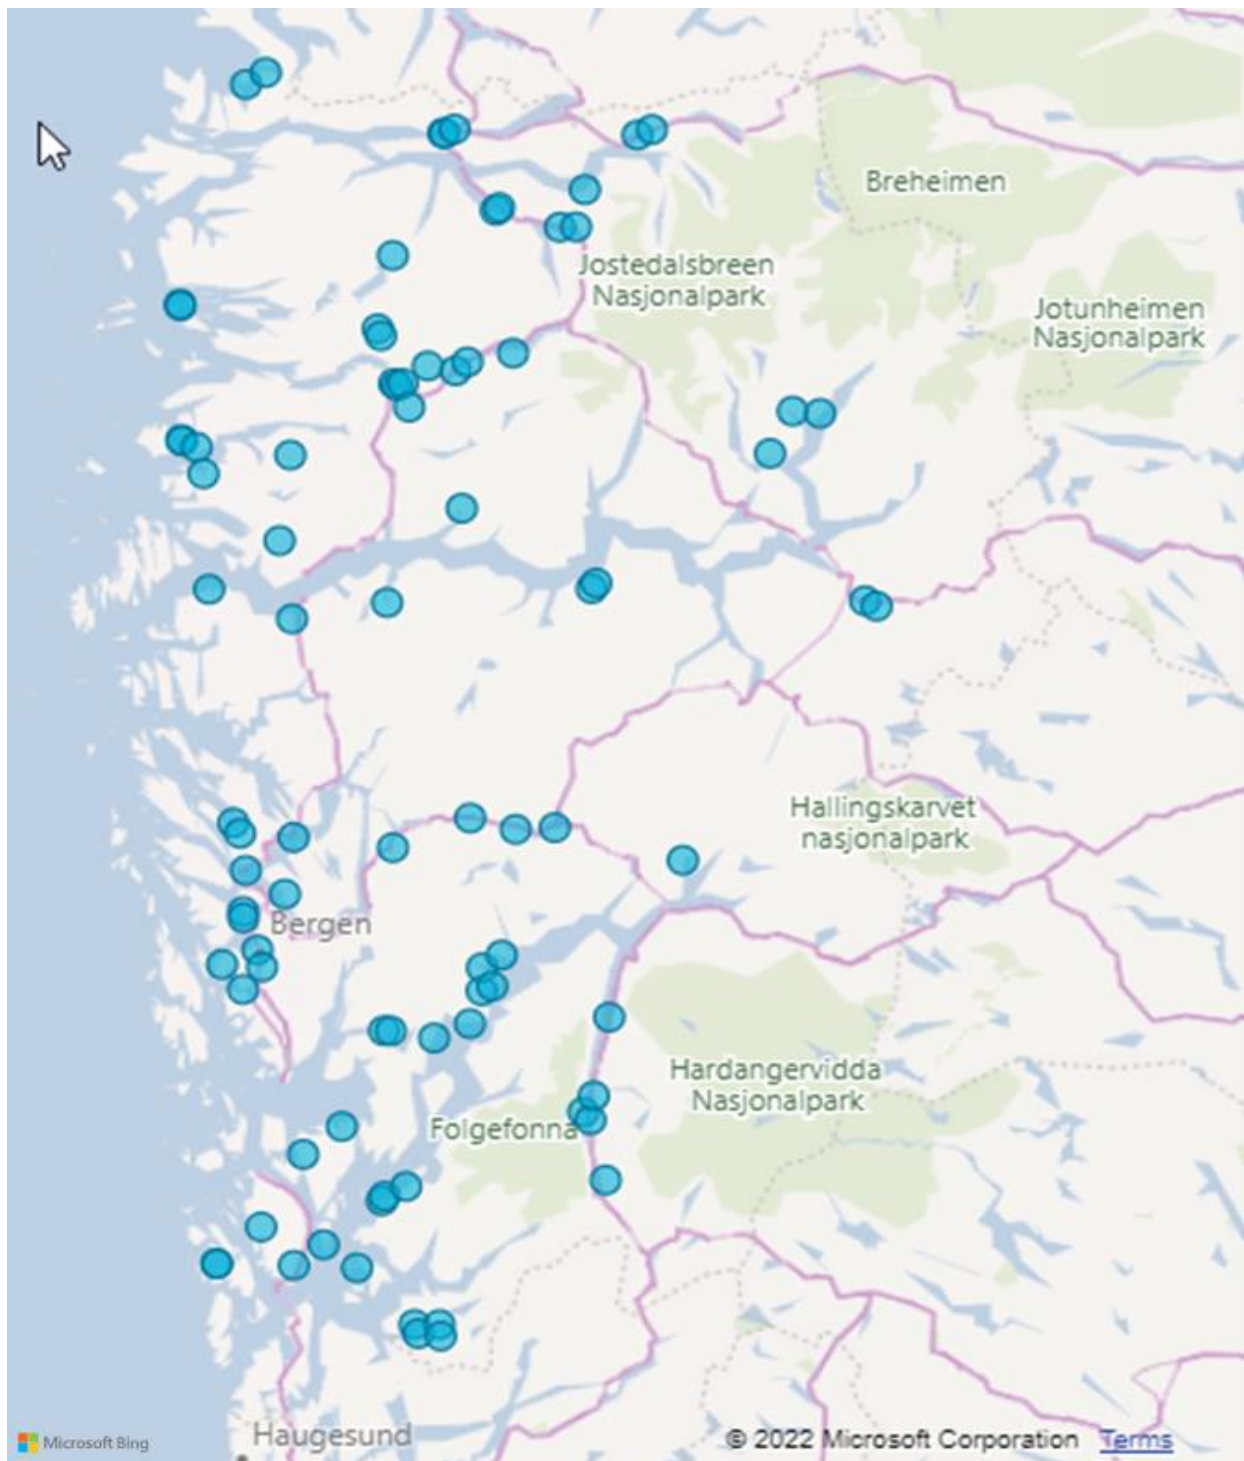 Breheimen
Jostedalsbreen
Nasjonalpark
Jotunheimen
Nasjonalpark
Hallingskarvet
nasjonalpark
Bergen
Hardangervidda
Nasjonalpark
Folgefonna
Haugesund
Microsoft Bing
© 2022 Microsoft Corporation Terms